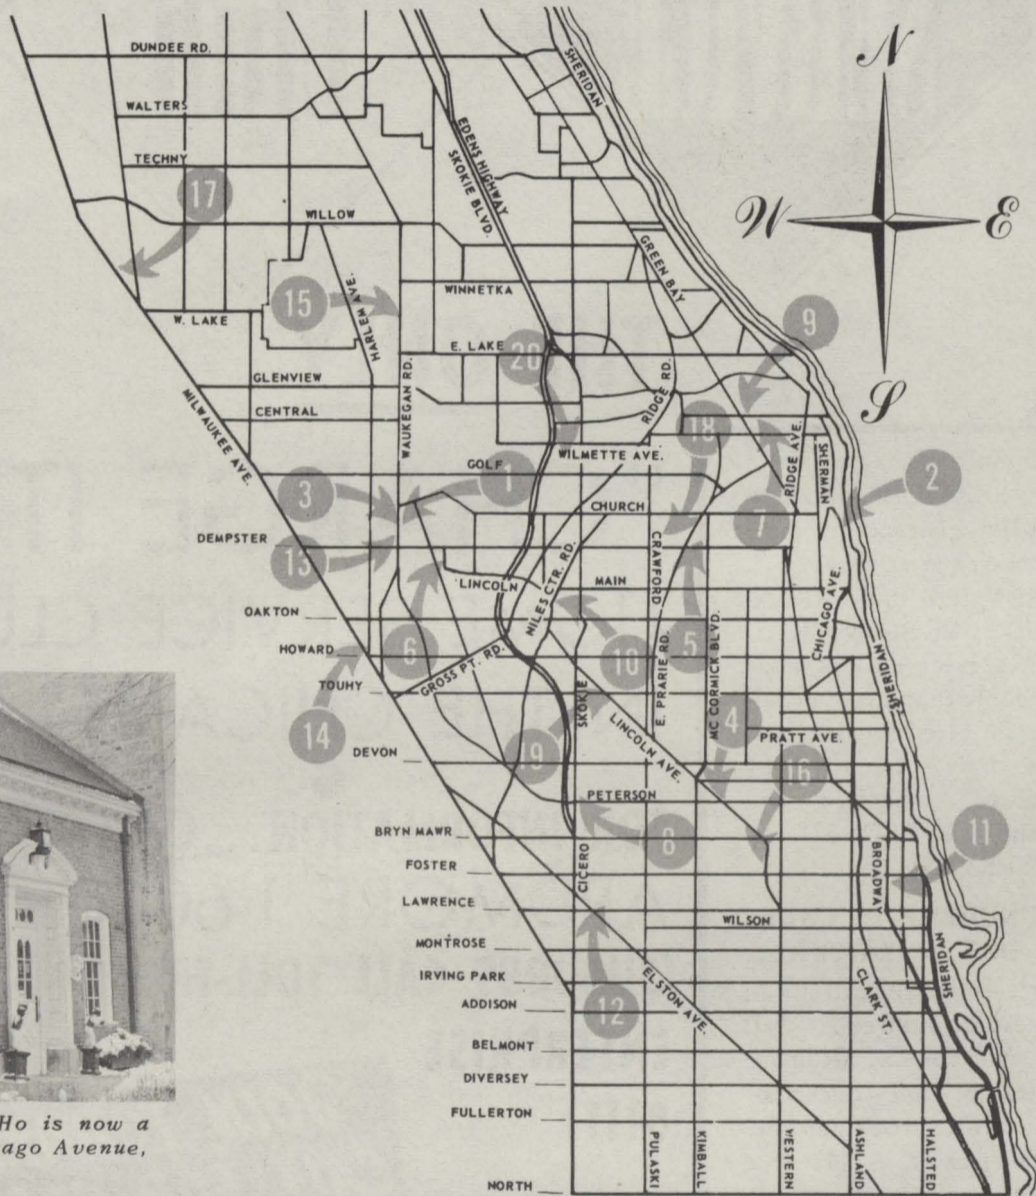 DUNDEE RD.
WALTERS
TECHNY
17
WILLOW
15
HARLEM AVE.
W. LAKE
GLENVIEW
CENTRAL
MILWAUKEE AVE.
WAUKEGAN RD.
EDENS HIGHWAY
SKOKIE BLVD.
SHERIDAN
GREEN BAY
WINNETKA
E. LAKE
20
RIDGE RD.
WILMETTE AVE.
GOLF
18
9
N
W
E
S
RIDGE AVE.
SHERMAN
2
3
1
CHURCH
7
DEMPSTER
13
LINCOLN
NILES CTR. RD.
MAIN
CRAWFORD
CHICAGO AVE.
OAKTON
HOWARD
6
GROSS PT. RD.
10
5
E. PRARIE RD.
MC CORMICK BLVD.
SHERIDAN
TOUHY
14
SKOKIE
LINCOLN AVE.
4
PRATT AVE.
DEVON
19
16
PETERSON
BRYN MAWR
8
11
FOSTER
CICERO
BROADWAY
LAWRENCE
WILSON
MONTROSE
IRVING PARK
12
ELSTON AVE.
CLARK ST.
SHERIDAN
ADDISON
BELMONT
DIVERSEY
FULLERTON
PULASKI
KIMBALL
WESTERN
ASHLAND
HALSTED
NORTH
Ho is now a
ago Avenue,